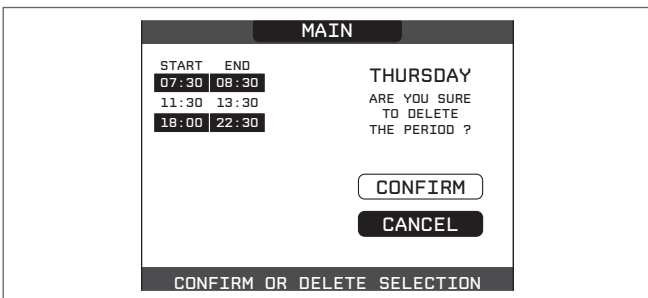 MAIN
START END
07:30 08:30
11:30 13:30
18:00 22:30
THURSDAY
ARE YOU SURE
TO DELETE
THE PERIOD ?
CONFIRM
CANCEL
CONFIRM OR DELETE SELECTION